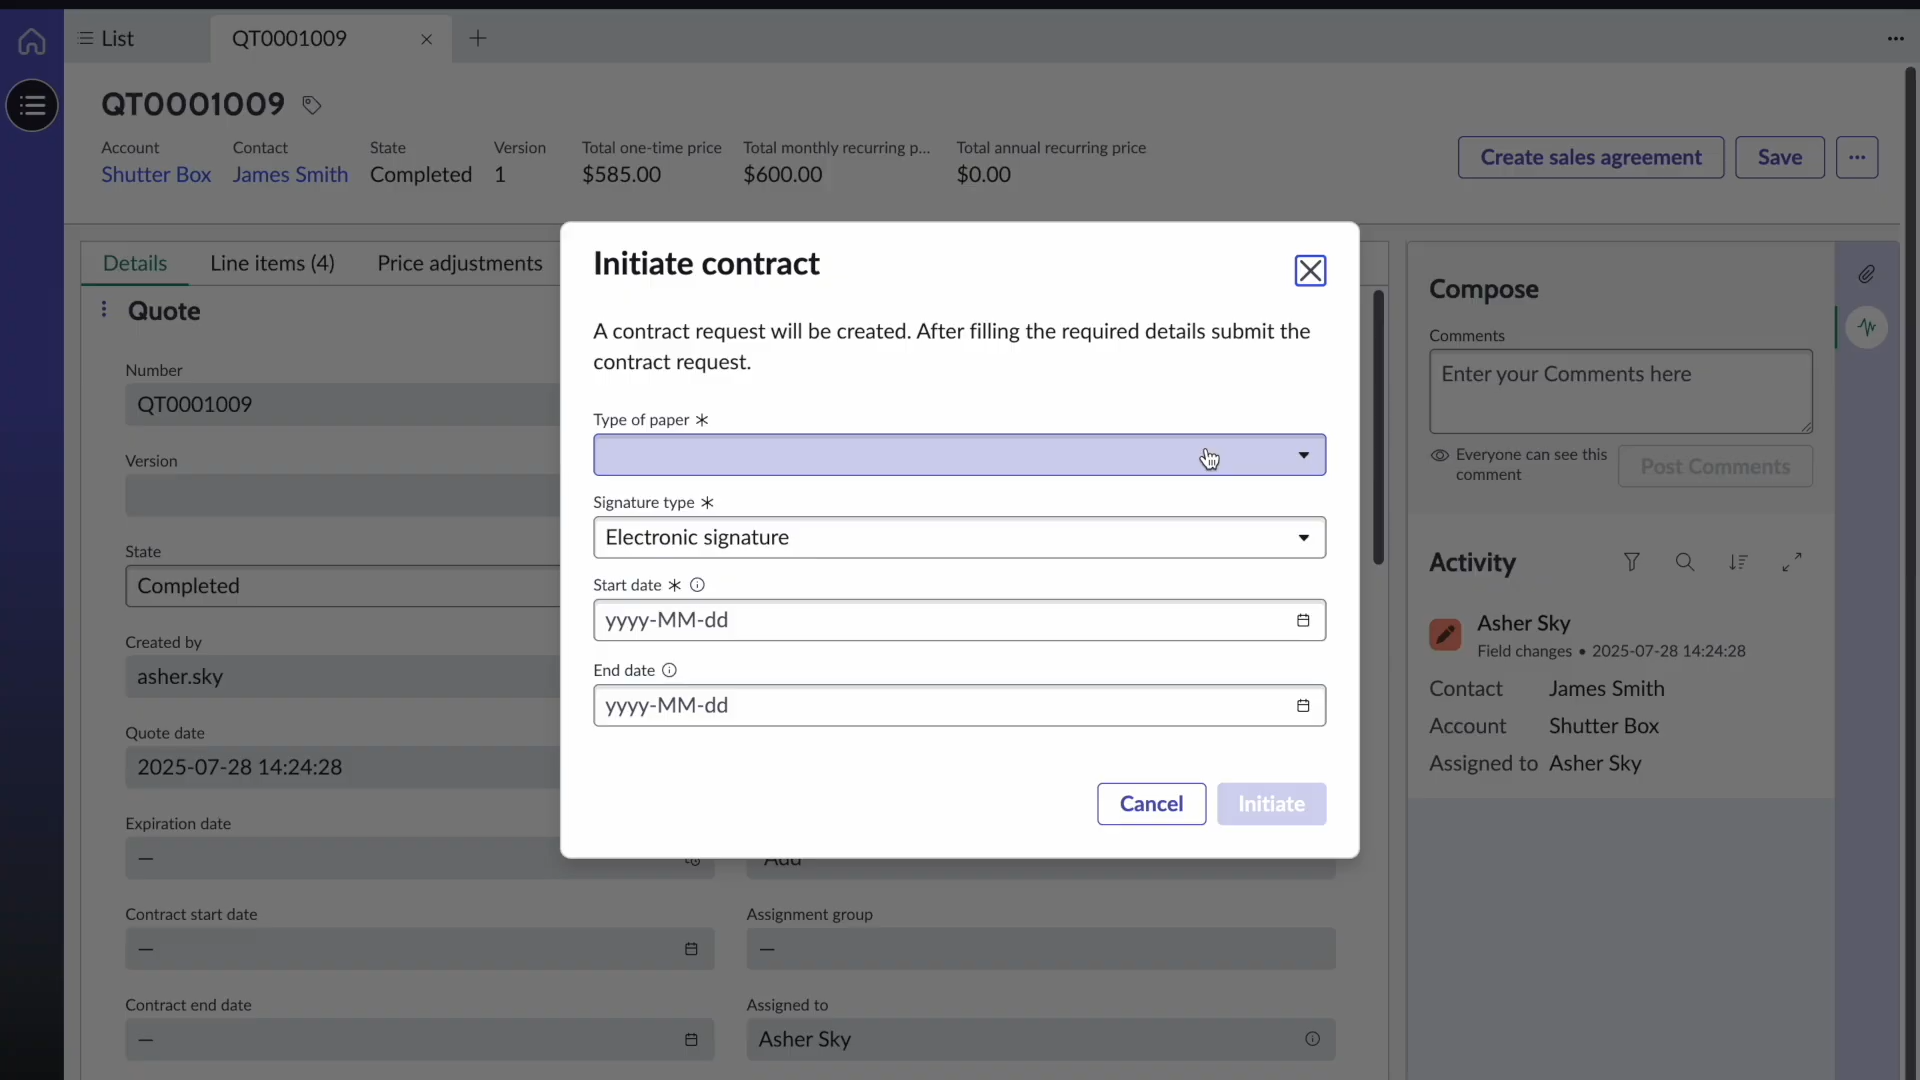 List
QT0001009
QT0001009
Account
Contact
State
Version
Total one-time price
Total monthly recurring p...
Total annual recurring price
Shutter Box
James Smith
Completed
1
$585.00
$600.00
$0.00
Create sales agreement
Save
Details
Line items (4)
Price adjustments
Quote
Number
QT0001009
Version
State
Completed
Created by
asher.sky
Quote date
2025-07-28 14:24:28
Expiration date
—
Add
Contract start date
—
Assignment group
—
Contract end date
—
Assigned to
Asher Sky
Initiate contract
A contract request will be created. After filling the required details submit the
contract request.
Type of paper *
Signature type *
Electronic signature
Start date *
yyyy-MM-dd
End date
yyyy-MM-dd
Cancel
Initiate
Compose
Comments
Enter your Comments here
Everyone can see this
comment
Post Comments
Activity
Asher Sky
Field changes • 2025-07-28 14:24:28
Contact James Smith
Account Shutter Box
Assigned to Asher Sky